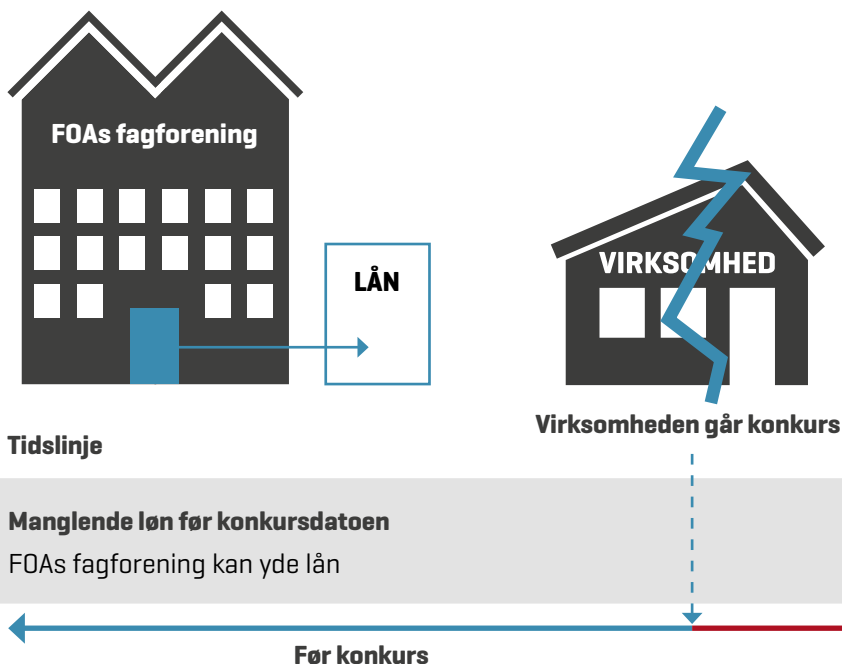 FOAs fagforening
LÅN
VIRKSOMHED
Virksomheden går konkurs
Tidslinje
Manglende løn før konkursdatoen
FOAs fagforening kan yde lån
Før konkurs